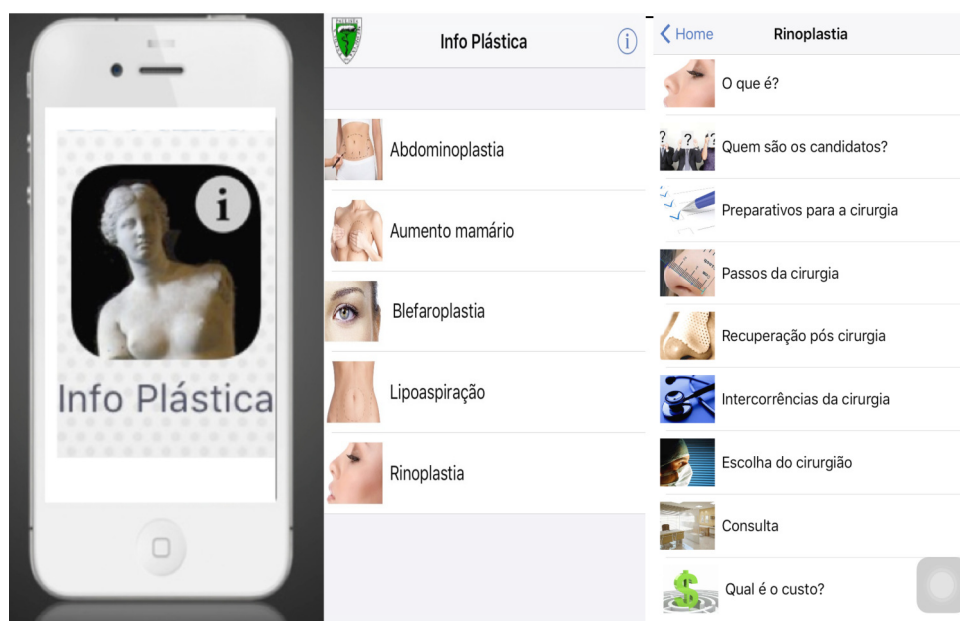 i
Info Plástica
Info Plástica
i
Abdominoplastia
Aumento mamário
Blefaroplastia
Lipoaspiração
Rinoplastia
Home
Rinoplastia
O que é?
? ? ?
Quem são os candidatos?
Preparativos para a cirurgia
Passos da cirurgia
Recuperação pós cirurgia
Intercorrências da cirurgia
Escolha do cirurgião
Consulta
$
Qual é o custo?